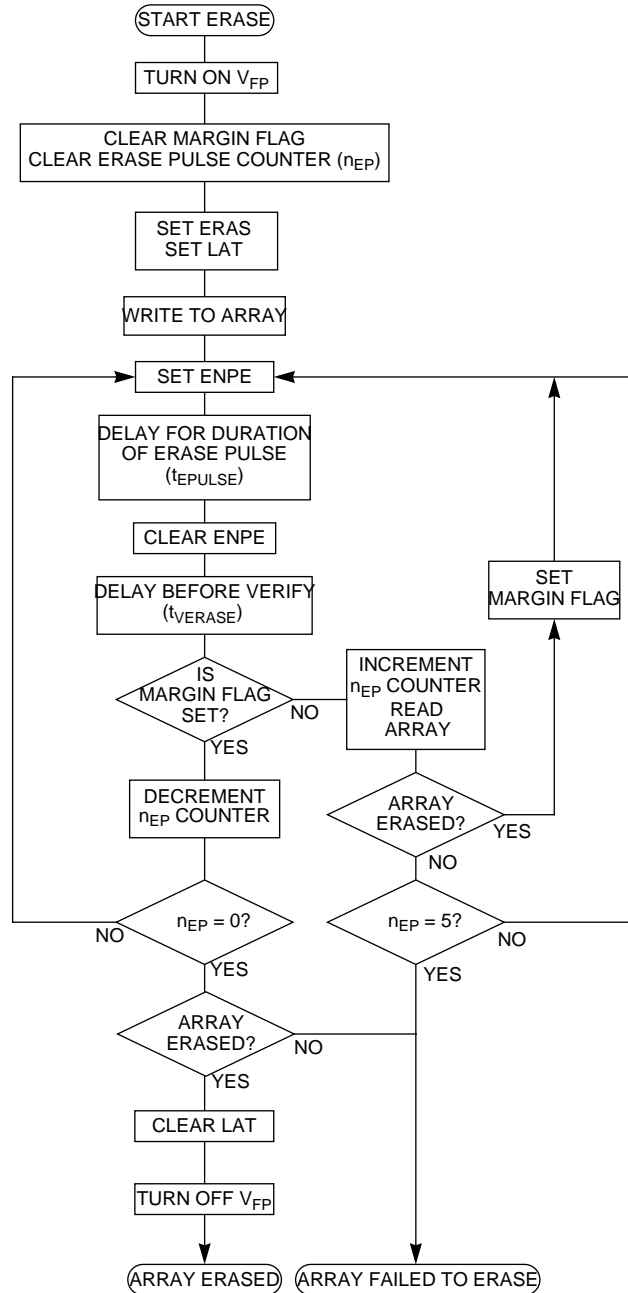 START ERASE
TURN ON VFP
CLEAR MARGIN FLAG
CLEAR ERASE PULSE COUNTER (nEP)
SET ERAS
SET LAT
WRITE TO ARRAY
SET ENPE
DELAY FOR DURATION
OF ERASE PULSE
(tEPULSE)
CLEAR ENPE
DELAY BEFORE VERIFY
(tVERASE)
SET
MARGIN FLAG
IS
MARGIN FLAG
SET?
NO
YES
INCREMENT
nEP COUNTER
READ
ARRAY
DECREMENT
nEP COUNTER
ARRAY
ERASED?
YES
NO
nEP = 0?
NO
YES
nEP = 5?
NO
YES
ARRAY
ERASED?
NO
YES
CLEAR LAT
TURN OFF VFP
ARRAY ERASED
ARRAY FAILED TO ERASE